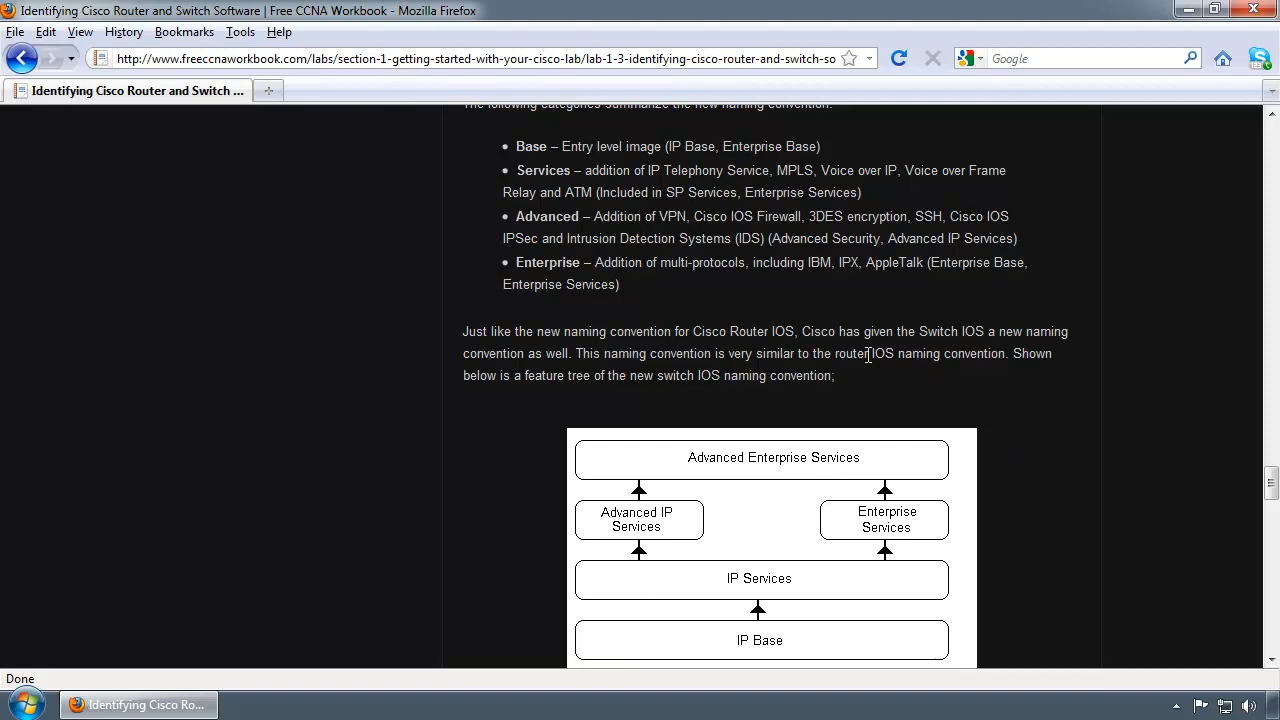 Identifying Cisco Router and Switch Software | Free CCNA Workbook - Mozilla Firefox
File Edit View History Bookmarks Tools Help
http://www.freeccnaworkbook.com/labs/section-1-getting-started-with-your-cisco-lab/lab-1-3-identifying-cisco-router-and-switch-so
Google
Identifying Cisco Router and Switch ...
The following categories summarize the new naming convention.
• Base – Entry level image (IP Base, Enterprise Base)
• Services – addition of IP Telephony Service, MPLS, Voice over IP, Voice over Frame
Relay and ATM (Included in SP Services, Enterprise Services)
• Advanced – Addition of VPN, Cisco IOS Firewall, 3DES encryption, SSH, Cisco IOS
IPSec and Intrusion Detection Systems (IDS) (Advanced Security, Advanced IP Services)
• Enterprise – Addition of multi-protocols, including IBM, IPX, AppleTalk (Enterprise Base,
Enterprise Services)
Just like the new naming convention for Cisco Router IOS, Cisco has given the Switch IOS a new naming
convention as well. This naming convention is very similar to the router IOS naming convention. Shown
below is a feature tree of the new switch IOS naming convention;
Advanced Enterprise Services
Advanced IP
Services
Enterprise
Services
IP Services
IP Base
Done
Identifying Cisco Ro...